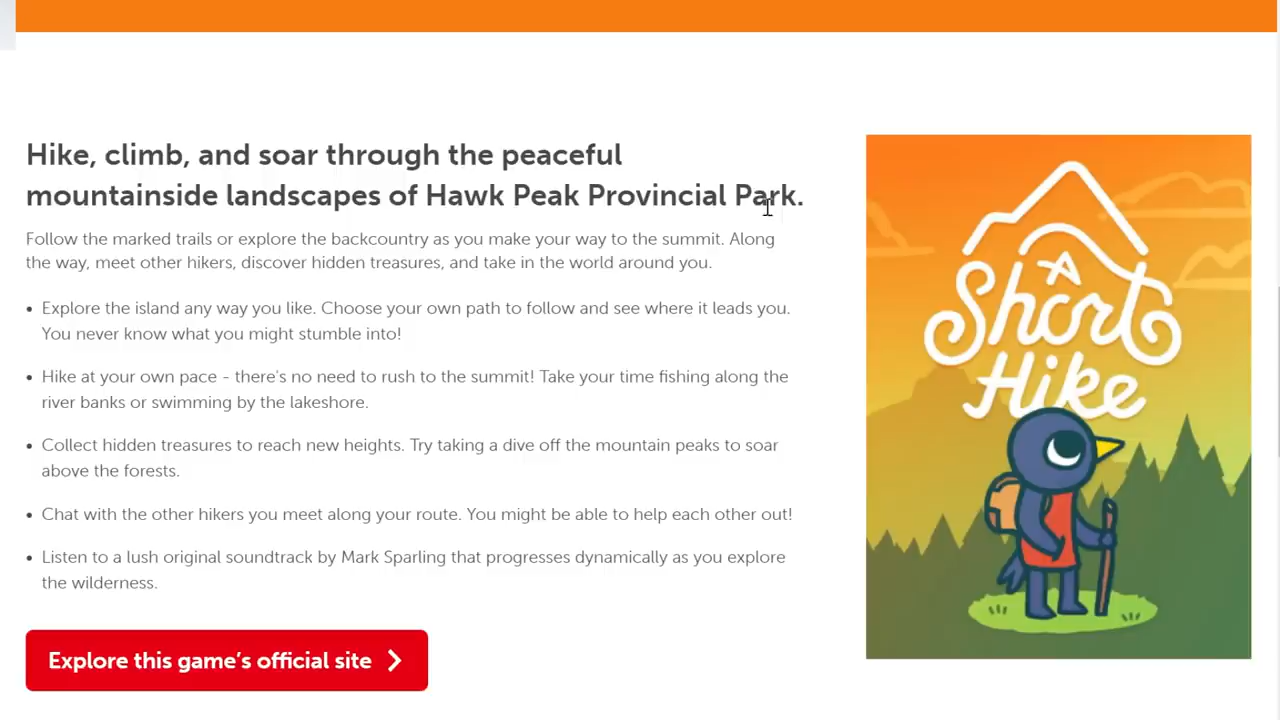 Hike, climb, and soar through the peaceful
mountainside landscapes of Hawk Peak Provincial Park.
Follow the marked trails or explore the backcountry as you make your way to the summit. Along
the way, meet other hikers, discover hidden treasures, and take in the world around you.
• Explore the island any way you like. Choose your own path to follow and see where it leads you.
You never know what you might stumble into!
• Hike at your own pace - there's no need to rush to the summit! Take your time fishing along the
river banks or swimming by the lakeshore.
• Collect hidden treasures to reach new heights. Try taking a dive off the mountain peaks to soar
above the forests.
• Chat with the other hikers you meet along your route. You might be able to help each other out!
• Listen to a lush original soundtrack by Mark Sparling that progresses dynamically as you explore
the wilderness.
Explore this game's official site
A
Short
Hike